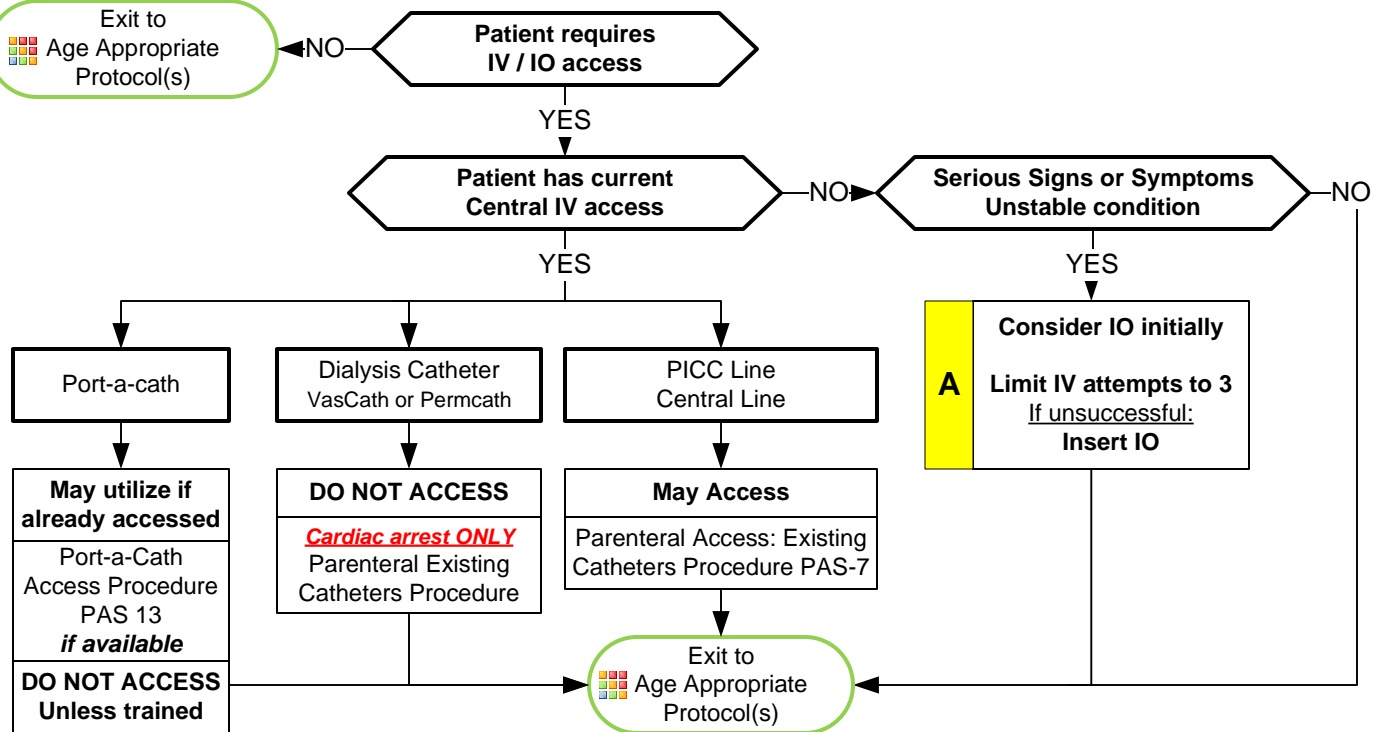 Exit to
Age Appropriate
Protocol(s)
NO
Patient requires
IV / IO access
YES
Patient has current
Central IV access
NO
Serious Signs or Symptoms
Unstable condition
NO
YES
YES
Port-a-cath
Dialysis Catheter
VasCath or Permcath
PICC Line
Central Line
A
Consider IO initially
Limit IV attempts to 3
If unsuccessful:
Insert IO
May utilize if
already accessed
Port-a-Cath
Access Procedure
PAS 13
if available
DO NOT ACCESS
Unless trained
DO NOT ACCESS
Cardiac arrest ONLY
Parenteral Existing
Catheters Procedure
May Access
Parenteral Access: Existing
Catheters Procedure PAS-7
Exit to
Age Appropriate
Protocol(s)